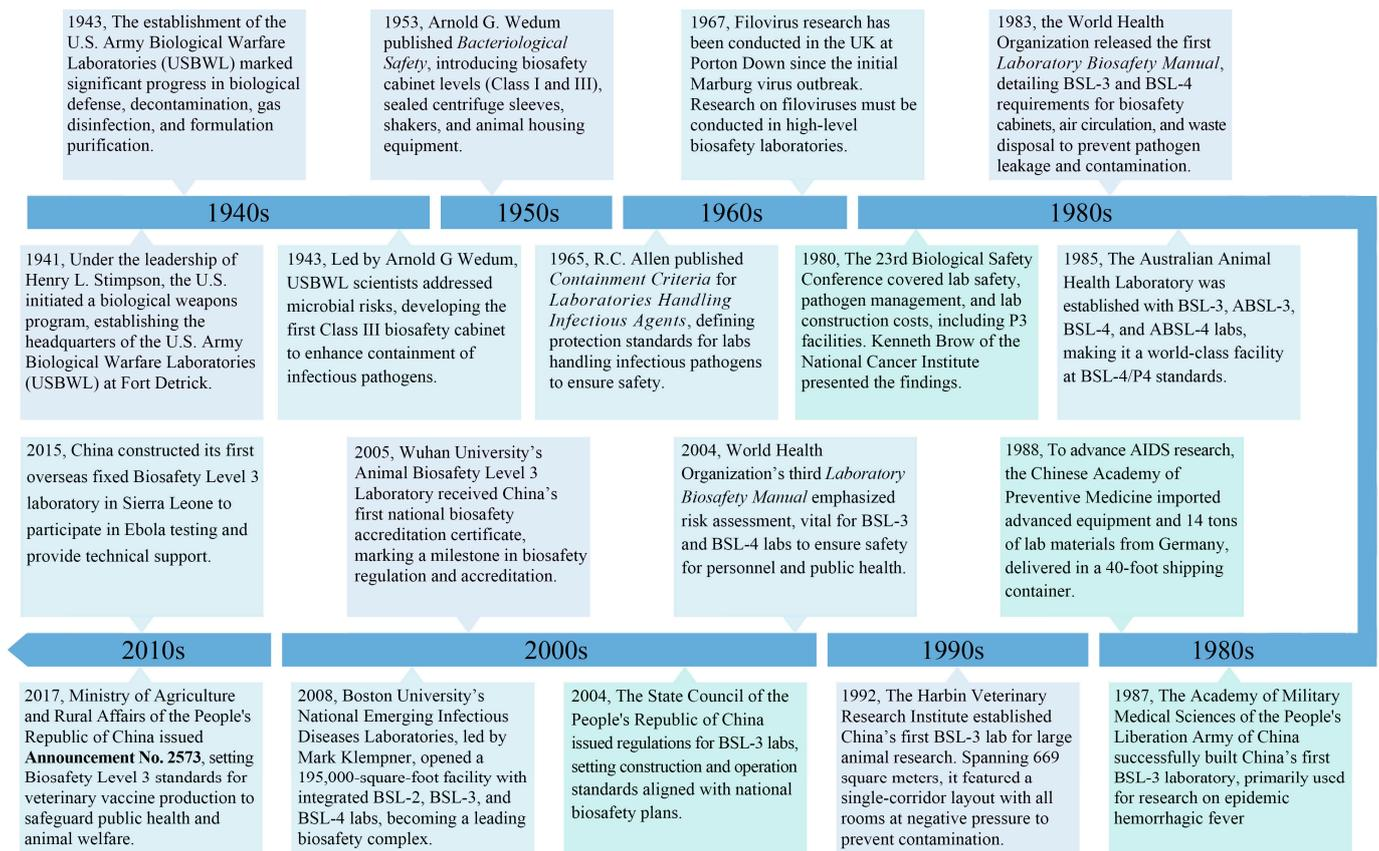 1943, The establishment of the
U.S. Army Biological Warfare
Laboratories (USBWL) marked
significant progress in biological
defense, decontamination, gas
disinfection, and formulation
purification.
1953, Arnold G. Wedum
published Bacteriological
Safety, introducing biosafety
cabinet levels (Class I and III),
sealed centrifuge sleeves,
shakers, and animal housing
equipment.
1967, Filovirus research has
been conducted in the UK at
Porton Down since the initial
Marburg virus outbreak.
Research on filoviruses must be
conducted in high-level
biosafety laboratories.
1983, the World Health
Organization released the first
Laboratory Biosafety Manual,
detailing BSL-3 and BSL-4
requirements for biosafety
cabinets, air circulation, and waste
disposal to prevent pathogen
leakage and contamination.
1940s
1950s
1960s
1980s
1941, Under the leadership of
Henry L. Stimpson, the U.S.
initiated a biological weapons
program, establishing the
headquarters of the U.S. Army
Biological Warfare Laboratories
(USBWL) at Fort Detrick.
1943, Led by Arnold G Wedum,
USBWL scientists addressed
microbial risks, developing the
first Class III biosafety cabinet
to enhance containment of
infectious pathogens.
1965, R.C. Allen published
Containment Criteria for
Laboratories Handling
Infectious Agents, defining
protection standards for labs
handling infectious pathogens
to ensure safety.
1980, The 23rd Biological Safety
Conference covered lab safety,
pathogen management, and lab
construction costs, including P3
facilities. Kenneth Brow of the
National Cancer Institute
presented the findings.
1985, The Australian Animal
Health Laboratory was
established with BSL-3, ABSL-3,
BSL-4, and ABSL-4 labs,
making it a world-class facility
at BSL-4/P4 standards.
2015, China constructed its first
overseas fixed Biosafety Level 3
laboratory in Sierra Leone to
participate in Ebola testing and
provide technical support.
2005, Wuhan University's
Animal Biosafety Level 3
Laboratory received China's
first national biosafety
accreditation certificate,
marking a milestone in biosafety
regulation and accreditation.
2004, World Health
Organization's third Laboratory
Biosafety Manual emphasized
risk assessment, vital for BSL-3
and BSL-4 labs to ensure safety
for personnel and public health.
1988, To advance AIDS research,
the Chinese Academy of
Preventive Medicine imported
advanced equipment and 14 tons
of lab materials from Germany,
delivered in a 40-foot shipping
container.
2010s
2000s
1990s
1980s
2017, Ministry of Agriculture
and Rural Affairs of the People's
Republic of China issued
Announcement No. 2573, setting
Biosafety Level 3 standards for
veterinary vaccine production to
safeguard public health and
animal welfare.
2008, Boston University's
National Emerging Infectious
Diseases Laboratories, led by
Mark Klempner, opened a
195,000-square-foot facility with
integrated BSL-2, BSL-3, and
BSL-4 labs, becoming a leading
biosafety complex.
2004, The State Council of the
People's Republic of China
issued regulations for BSL-3 labs,
setting construction and operation
standards aligned with national
biosafety plans.
1992, The Harbin Veterinary
Research Institute established
China's first BSL-3 lab for large
animal research. Spanning 669
square meters, it featured a
single-corridor layout with all
rooms at negative pressure to
prevent contamination.
1987, The Academy of Military
Medical Sciences of the People's
Liberation Army of China
successfully built China's first
BSL-3 laboratory, primarily used
for research on epidemic
hemorrhagic fever